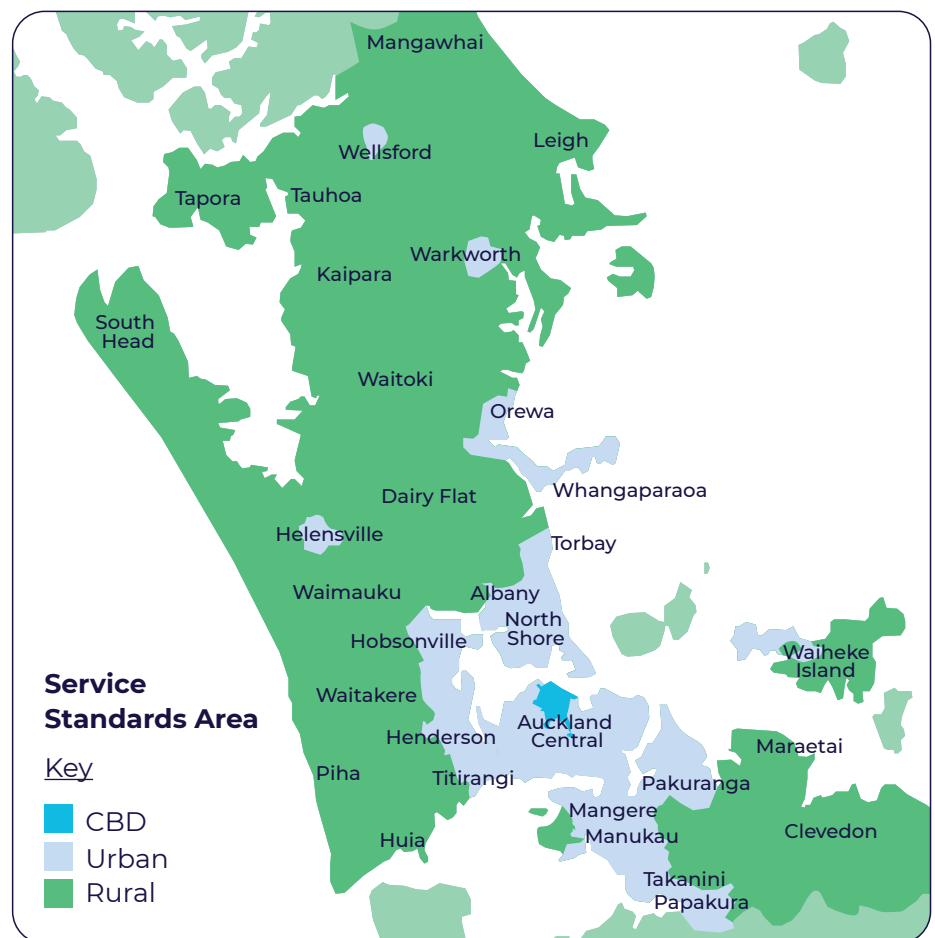 Mangawhai
Leigh
Wellsford
Tapora
Tauhoa
Warkworth
Kaipara
South
Head
Waitoki
Orewa
Dairy Flat
Whangaparaoa
Helensville
Torbay
Waimauku
Albany
North
Shore
Hobsonville
Waiheke
Island
Waitakere
Auckland
Central
Henderson
Maraetai
Piha
Titirangi
Pakuranga
Mangere
Manukau
Clevedon
Huia
Takanini
Papakura
Service
Standards Area
Key
CBD
Urban
Rural